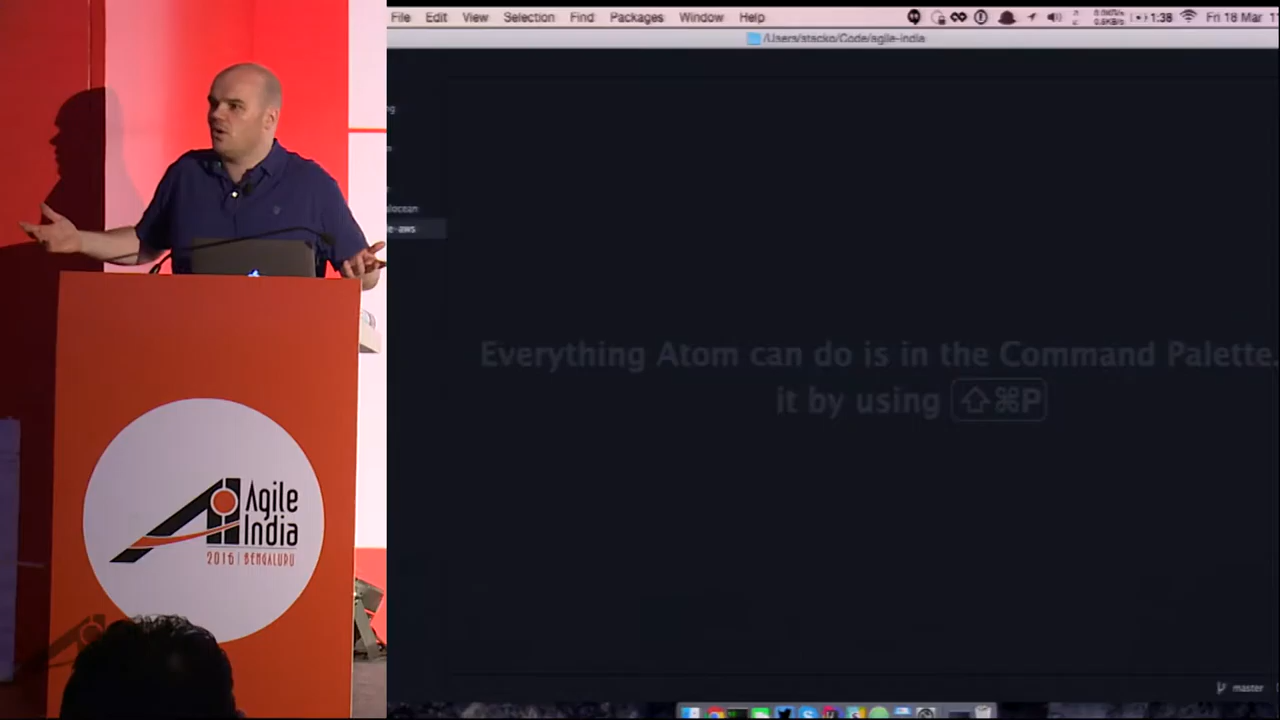 File Edit View Selection Find Packages Window Help
1:38 Fri 18 Mar
/Users/stacko/Code/agile-india
Everything Atom can do is in the Command Palette.
it by using ⇧⌘P
master
Agile
India
2016 | BENGALURU